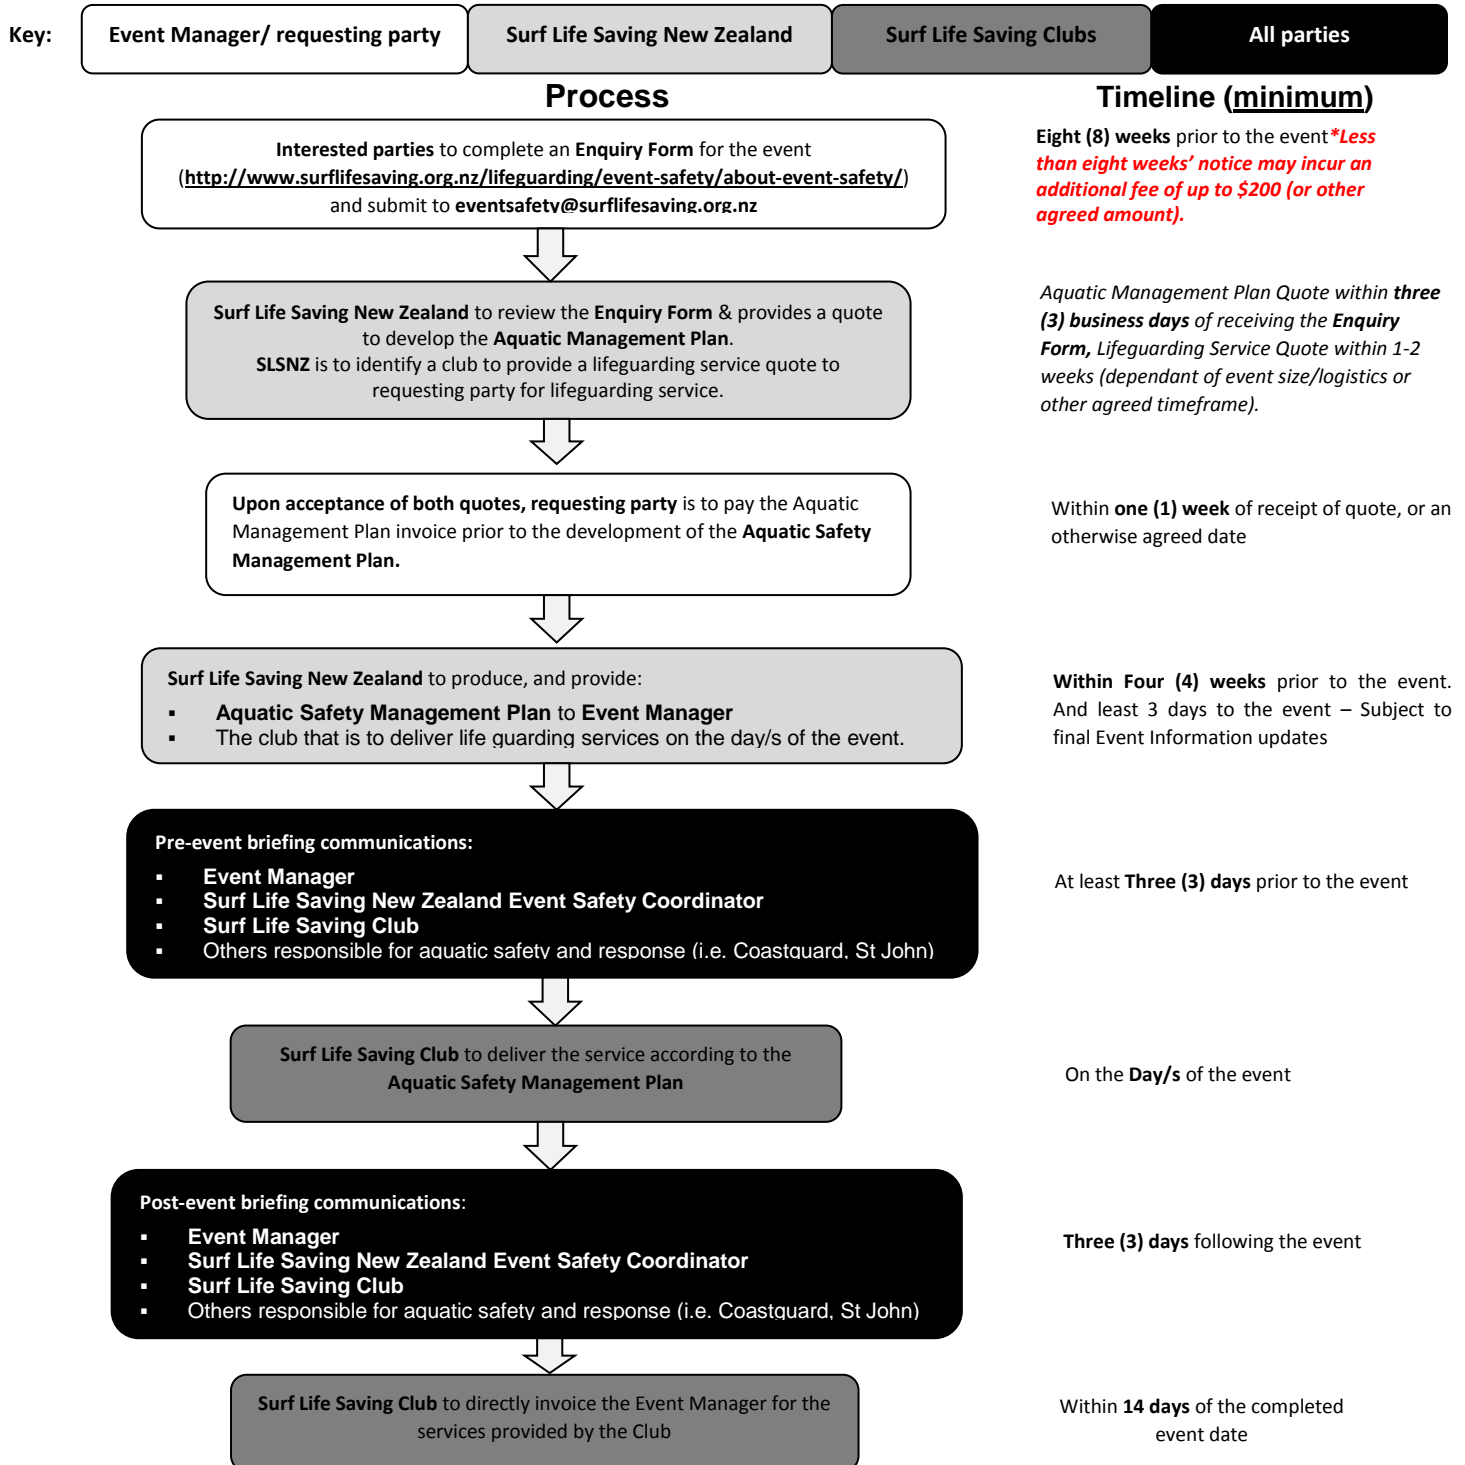 Key:
Event Manager/ requesting party
Surf Life Saving New Zealand
Surf Life Saving Clubs
All parties
Process
Timeline (minimum)
Interested parties to complete an Enquiry Form for the event
(http://www.surflifesaving.org.nz/lifeguarding/event-safety/about-event-safety/)
and submit to eventsafety@surflifesaving.org.nz
Eight (8) weeks prior to the event*Less
than eight weeks' notice may incur an
additional fee of up to $200 (or other
agreed amount).
Surf Life Saving New Zealand to review the Enquiry Form & provides a quote
to develop the Aquatic Management Plan.
SLSNZ is to identify a club to provide a lifeguarding service quote to
requesting party for lifeguarding service.
Aquatic Management Plan Quote within three
(3) business days of receiving the Enquiry
Form, Lifeguarding Service Quote within 1-2
weeks (dependant of event size/logistics or
other agreed timeframe).
Upon acceptance of both quotes, requesting party is to pay the Aquatic
Management Plan invoice prior to the development of the Aquatic Safety
Management Plan.
Within one (1) week of receipt of quote, or an
otherwise agreed date
Surf Life Saving New Zealand to produce, and provide:
▪ Aquatic Safety Management Plan to Event Manager
▪ The club that is to deliver life guarding services on the day/s of the event.
Within Four (4) weeks prior to the event.
And least 3 days to the event – Subject to
final Event Information updates
Pre-event briefing communications:
▪ Event Manager
▪ Surf Life Saving New Zealand Event Safety Coordinator
▪ Surf Life Saving Club
▪ Others responsible for aquatic safety and response (i.e. Coastguard, St John)
At least Three (3) days prior to the event
Surf Life Saving Club to deliver the service according to the
Aquatic Safety Management Plan
On the Day/s of the event
Post-event briefing communications:
▪ Event Manager
▪ Surf Life Saving New Zealand Event Safety Coordinator
▪ Surf Life Saving Club
▪ Others responsible for aquatic safety and response (i.e. Coastguard, St John)
Three (3) days following the event
Surf Life Saving Club to directly invoice the Event Manager for the
services provided by the Club
Within 14 days of the completed
event date